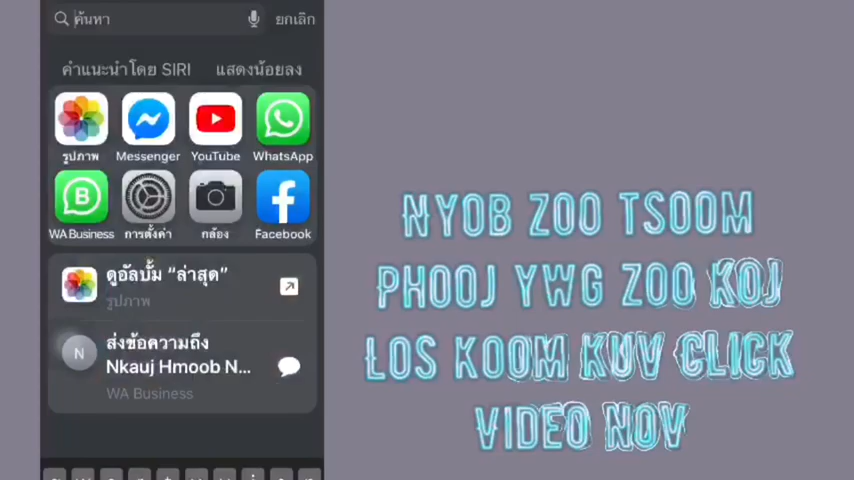 ค้นหา
ยกเลิก
คำแนะนำโดย SIRI
แสดงน้อยลง
รูปภาพ
Messenger
YouTube
WhatsApp
WA Business
การตั้งค่า
กล้อง
Facebook
ดูอัลบั้ม “ล่าสุด”
รูปภาพ
N
ส่งข้อความถึง
Nkauj Hmoob N...
WA Business
NYOB ZOO TSOOM
PHOOJ YWG ZOO KOJ
LOS KOOM KUV CLICK
VIDEO NOV